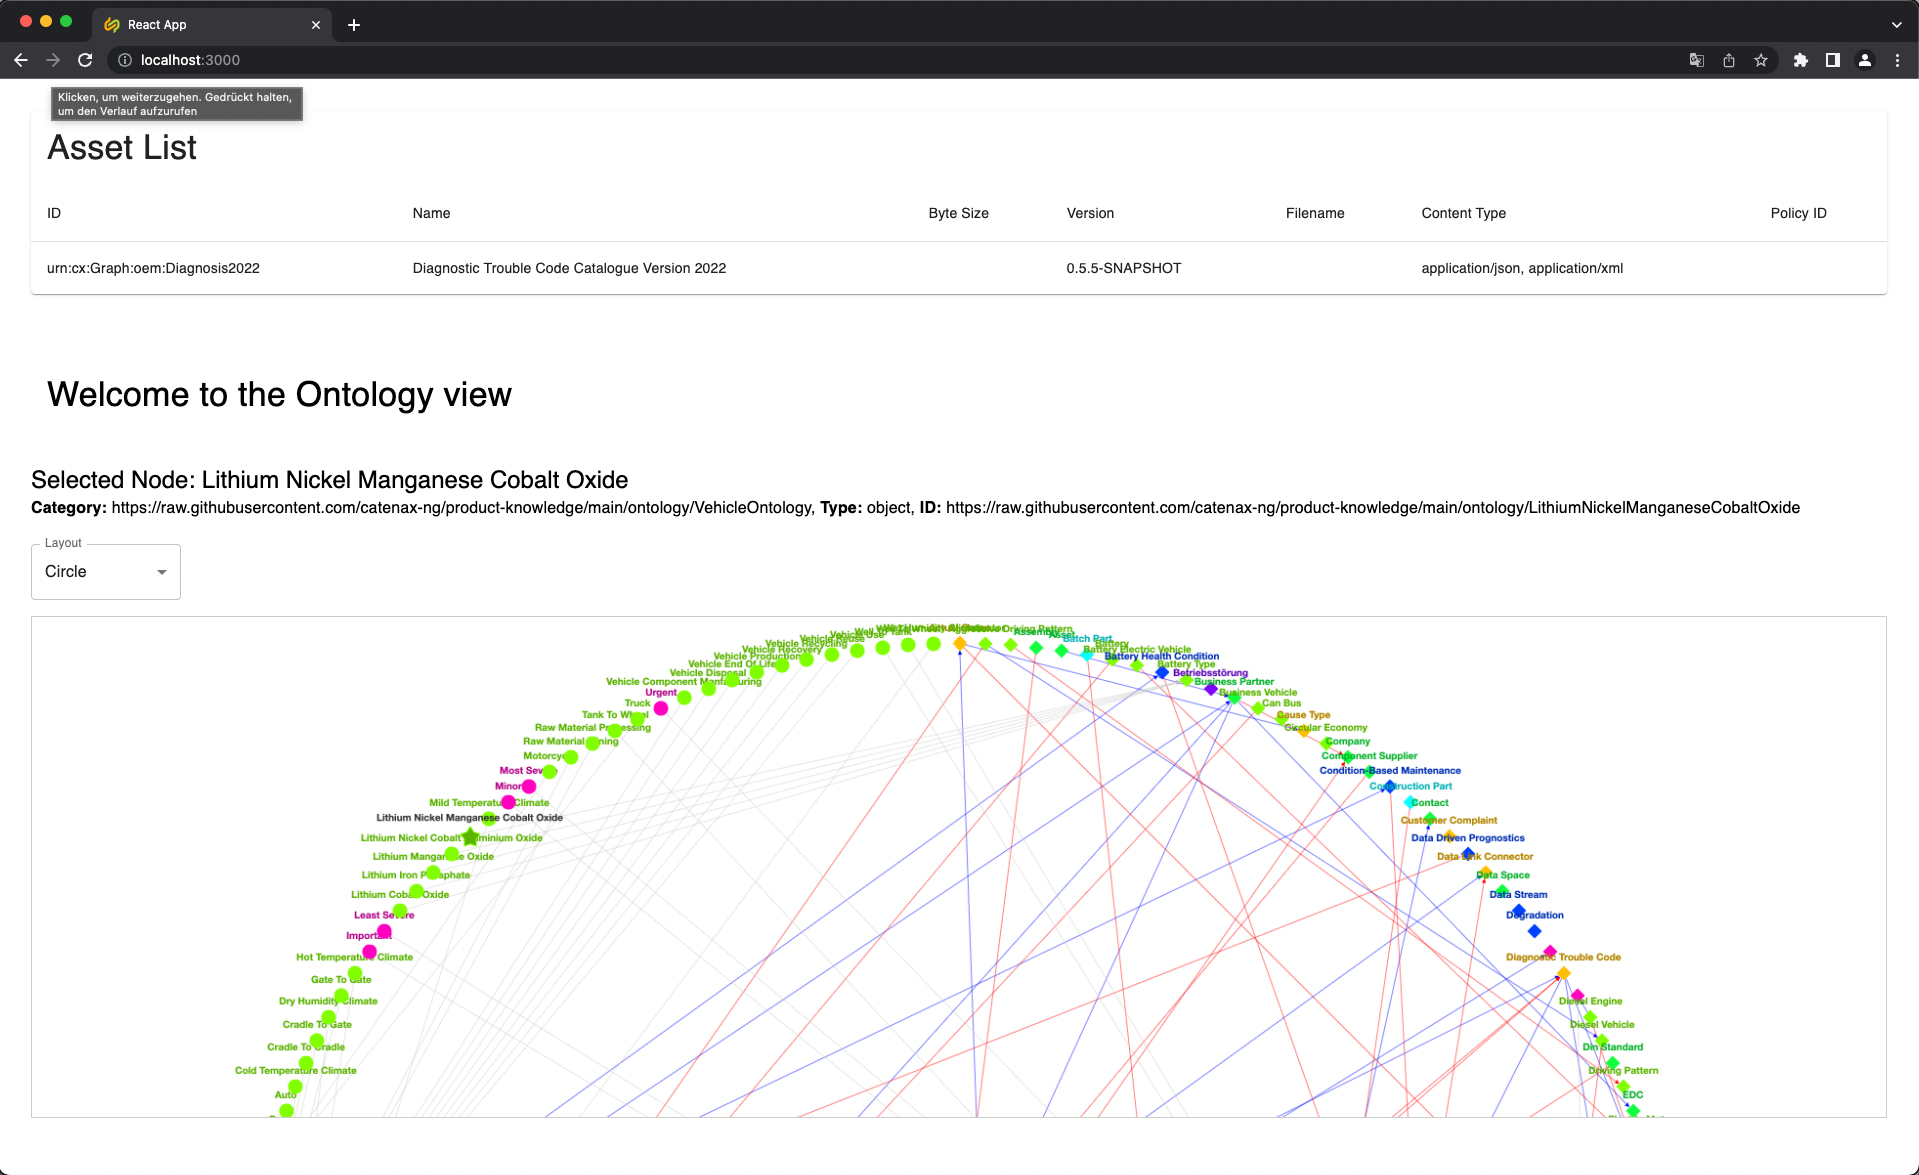 React App
localhost:3000
Klicken, um weiterzugehen. Gedrückt halten,
um den Verlauf aufzurufen
Asset List
ID Name Byte Size Version Filename Content Type Policy ID
urn:cx:Graph:oem:Diagnosis2022 Diagnostic Trouble Code Catalogue Version 2022 0.5.5-SNAPSHOT application/json, application/xml
Welcome to the Ontology view
Selected Node: Lithium Nickel Manganese Cobalt Oxide
Category: https://raw.githubusercontent.com/catenax-ng/product-knowledge/main/ontology/VehicleOntology, Type: object, ID: https://raw.githubusercontent.com/catenax-ng/product-knowledge/main/ontology/LithiumNickelManganeseCobaltOxide
Layout
Circle
Well To Tank
Vehicle Use
Vehicle Reuse
Vehicle Recycling
Vehicle Recovery
Vehicle Production
Vehicle End Of Life
Vehicle Disposal
Vehicle Component Manfacturing
Urgent
Truck
Tank To Wheel
Raw Material Processing
Raw Material Mining
Motorcycle
Most Severe
Minor
Mild Temperature Climate
Lithium Nickel Manganese Cobalt Oxide
Lithium Nickel Cobalt Aluminium Oxide
Lithium Manganese Oxide
Lithium Iron Phosphate
Lithium Cobalt Oxide
Least Severe
Important
Hot Temperature Climate
Gate To Gate
Dry Humidity Climate
Cradle To Gate
Cradle To Cradle
Cold Temperature Climate
Auto
Driving Pattern
Assembly
Asset
Batch Part
Battery
Battery Electric Vehicle
Battery Health Condition
Battery Type
Betriebsstörung
Business Partner
Business Vehicle
Can Bus
Cause Type
Circular Economy
Company
Component Supplier
Condition-Based Maintenance
Construction Part
Contact
Customer Complaint
Data Driven Prognostics
Data Link Connector
Data Space
Data Stream
Degradation
Diagnostic Trouble Code
Diesel Engine
Diesel Vehicle
Din Standard
Driving Pattern
EDC